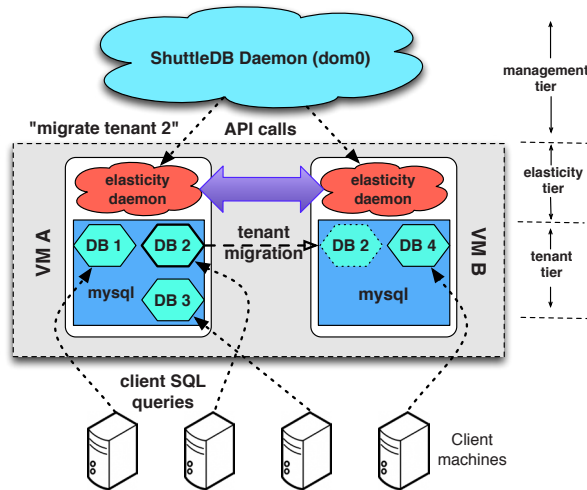 ShuttleDB Daemon (dom0)
management
tier
"migrate tenant 2"
API calls
elasticity
daemon
elasticity
daemon
elasticity
tier
VM A
DB 1
DB 2
tenant
migration
DB 2
DB 4
VM B
tenant
tier
mysql
DB 3
mysql
client SQL
queries
Client
machines